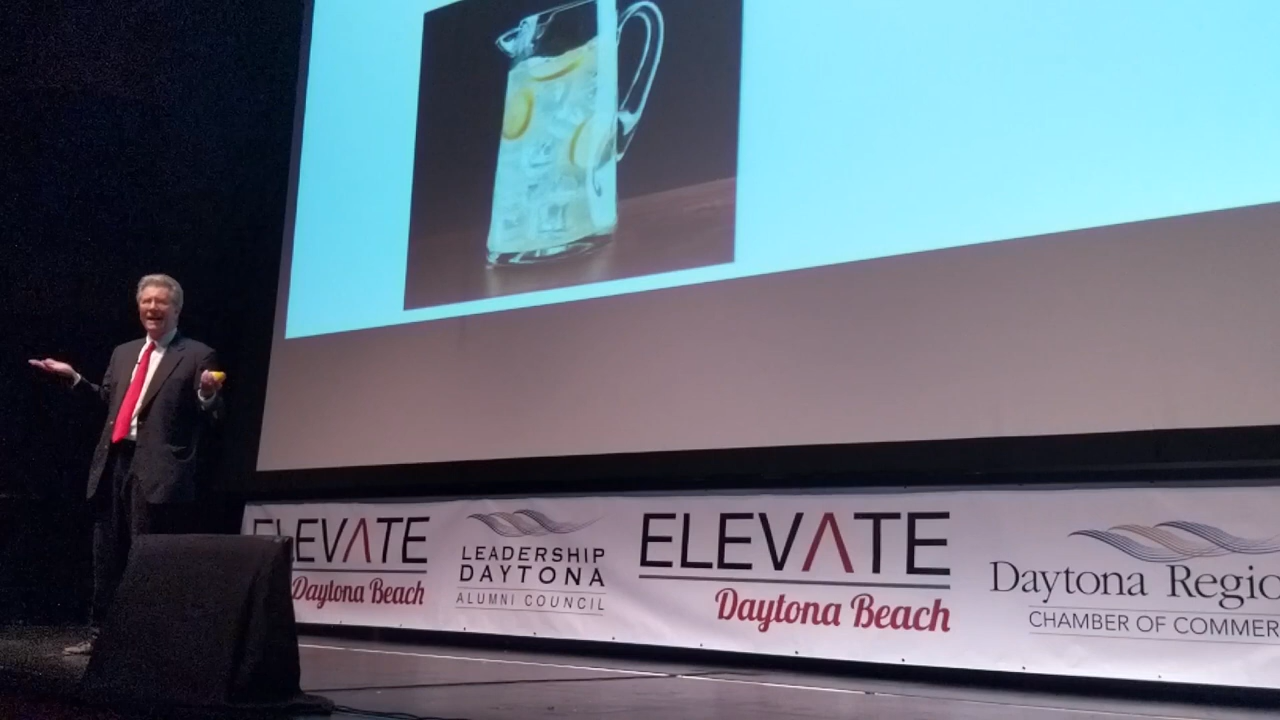 ELEVATE
Daytona Beach
LEADERSHIP
DAYTONA
ALUMNI COUNCIL
ELEVATE
Daytona Beach
Daytona Regio
CHAMBER OF COMMER